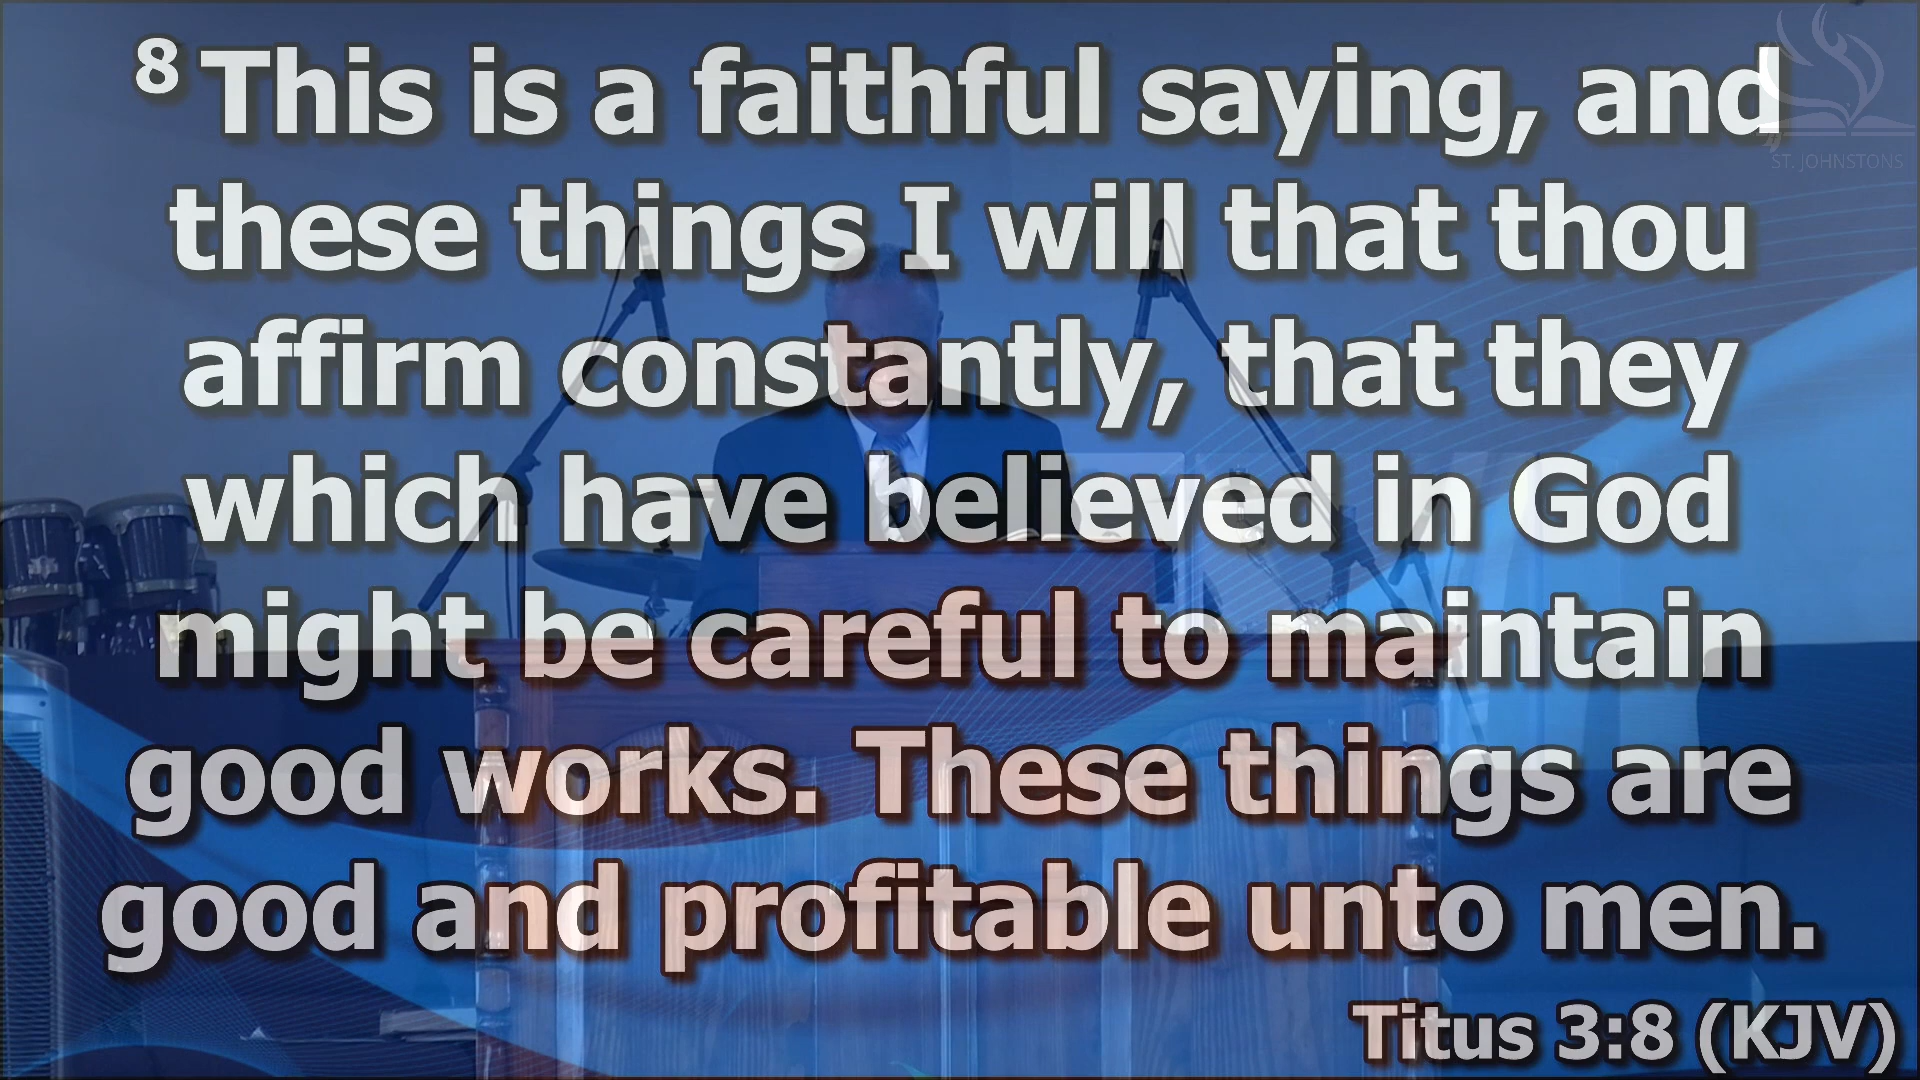 8 This is a faithful saying, and
these things I will that thou
affirm constantly, that they
which have believed in God
might be careful to maintain
good works. These things are
good and profitable unto men.
Titus 3:8 (KJV)
ST. JOHNSTONS